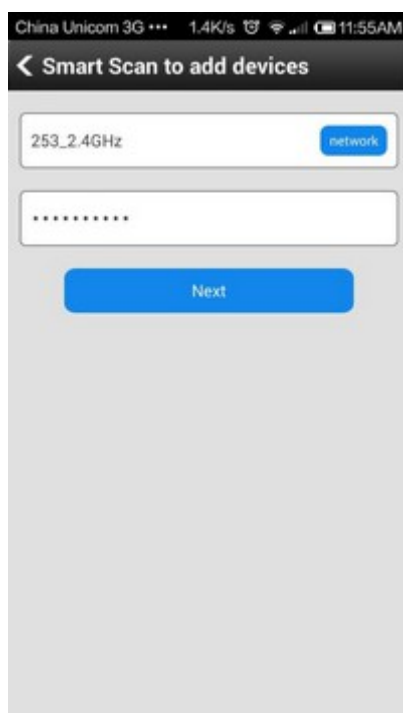 China Unicom 3G ••• 1.4K/s 11:55AM
Smart Scan to add devices
253_2.4GHz network
••••••••••
Next